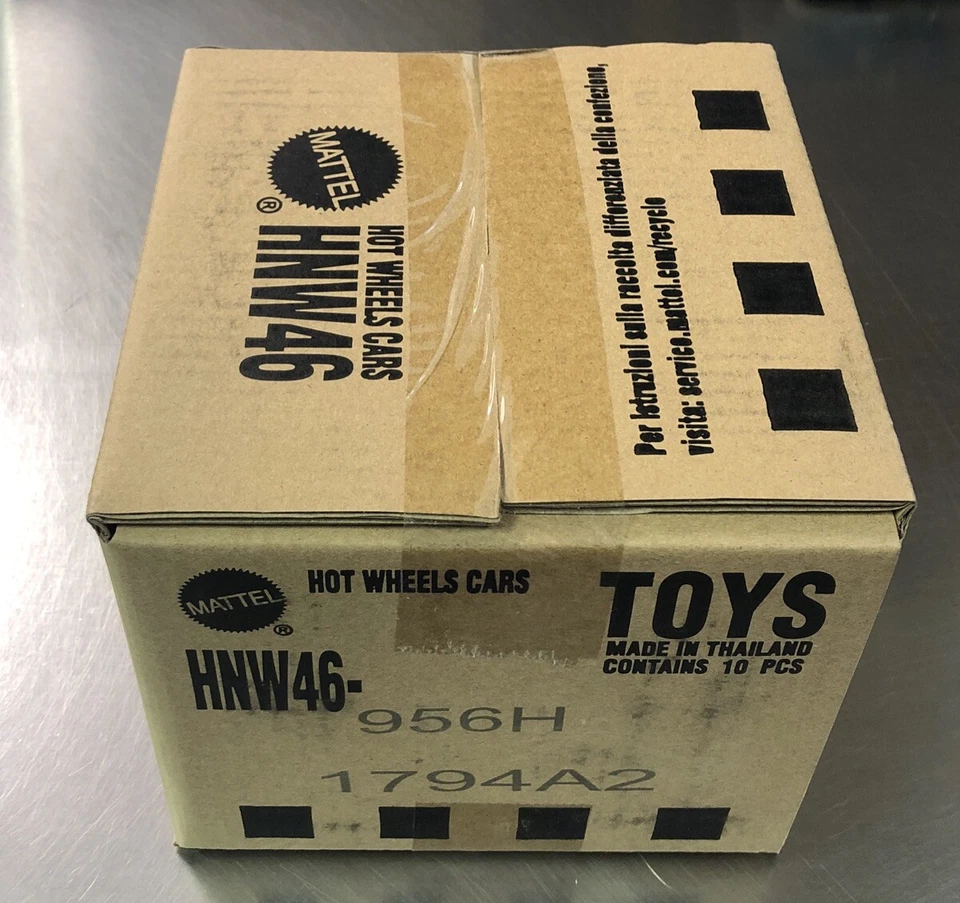 MATTEL
®
HOT WHEELS CARS
HNW46
Per istruzioni sulla raccolta differenziata della confezione,
visita: service.mattel.com/recycle
MATTEL
®
HOT WHEELS CARS
HNW46-
956H
1794A2
TOYS
MADE IN THAILAND
CONTAINS 10 PCS